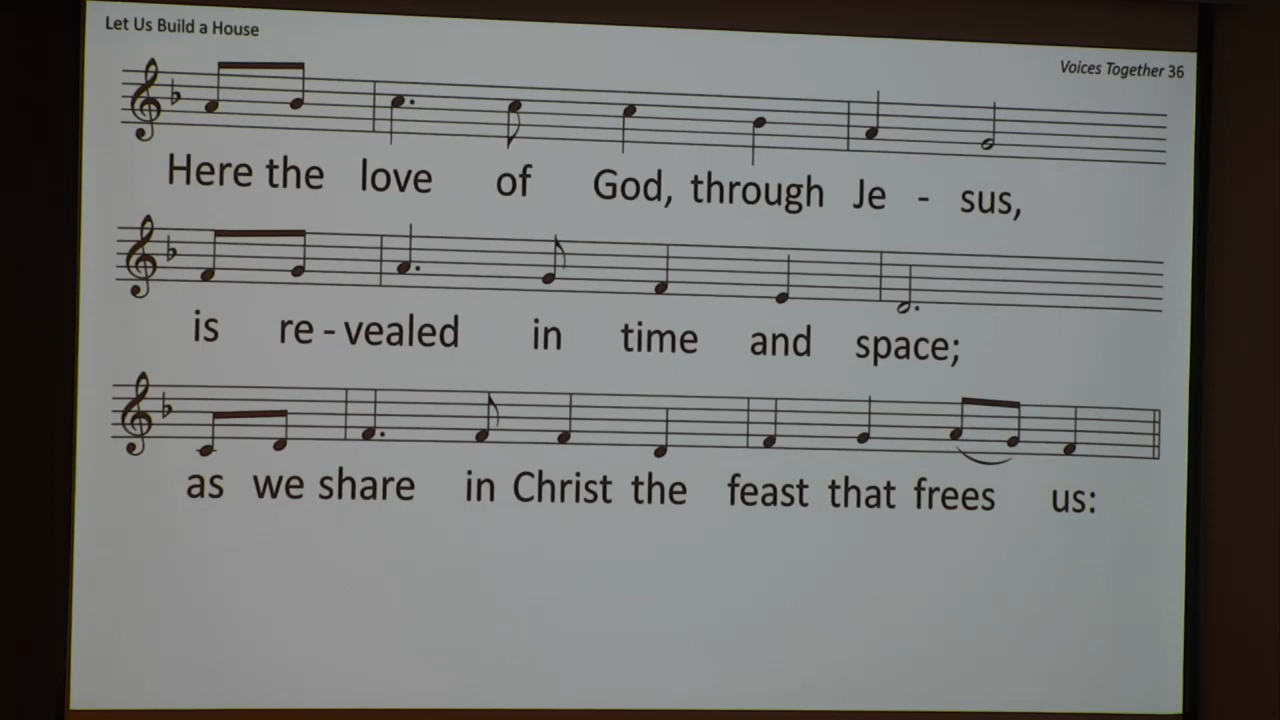 Let Us Build a House
Voices Together 36
Here the love of God, through Je - sus,
is re - vealed in time and space;
as we share in Christ the feast that frees us: